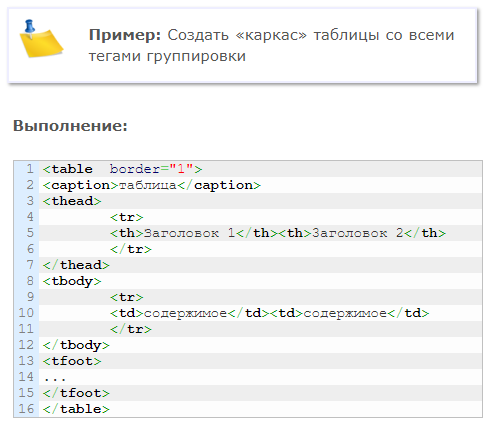 Пример: Создать «каркас» таблицы со всеми
тегами группировки
Выполнение:
1 <table  border="1">
2 <caption>таблица</caption>
3 <thead>
4         <tr>
5         <th>Заголовок 1</th><th>Заголовок 2</th>
6         </tr>
7 </thead>
8 <tbody>
9         <tr>
10         <td>содержимое</td><td>содержимое</td>
11         </tr>
12 </tbody>
13 <tfoot>
14 ...
15 </tfoot>
16 </table>